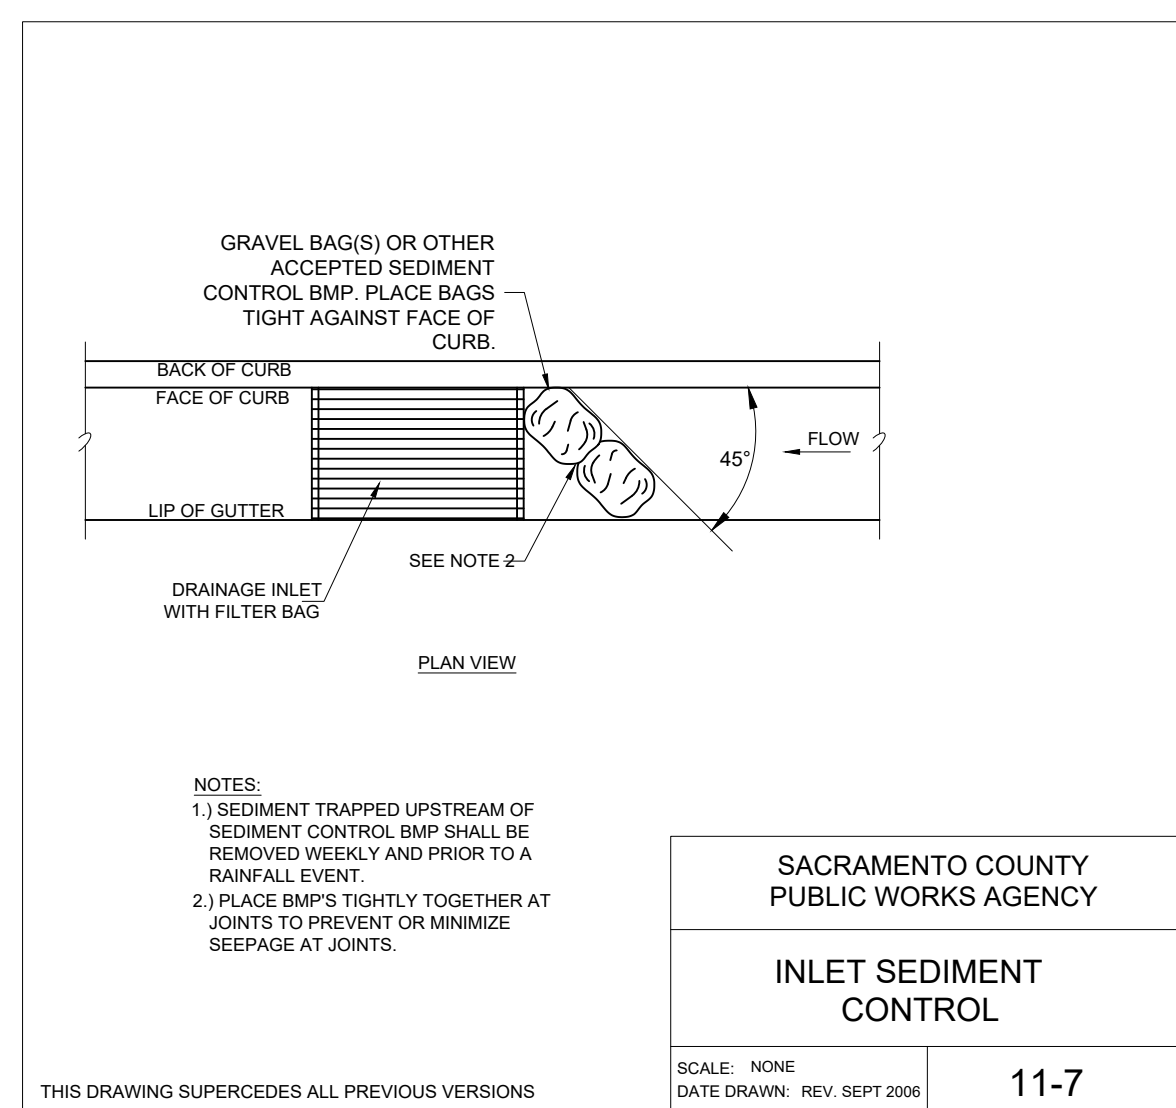 GRAVEL BAG(S) OR OTHER
ACCEPTED SEDIMENT
CONTROL BMP. PLACE BAGS
TIGHT AGAINST FACE OF
CURB.
BACK OF CURB
FACE OF CURB
FLOW
45°
LIP OF GUTTER
SEE NOTE 2
DRAINAGE INLET
WITH FILTER BAG
PLAN VIEW
NOTES:
1.) SEDIMENT TRAPPED UPSTREAM OF
SEDIMENT CONTROL BMP SHALL BE
REMOVED WEEKLY AND PRIOR TO A
RAINFALL EVENT.
2.) PLACE BMP'S TIGHTLY TOGETHER AT
JOINTS TO PREVENT OR MINIMIZE
SEEPAGE AT JOINTS.
SACRAMENTO COUNTY
PUBLIC WORKS AGENCY
INLET SEDIMENT
CONTROL
SCALE: NONE
DATE DRAWN: REV. SEPT 2006
11-7
THIS DRAWING SUPERCEDES ALL PREVIOUS VERSIONS